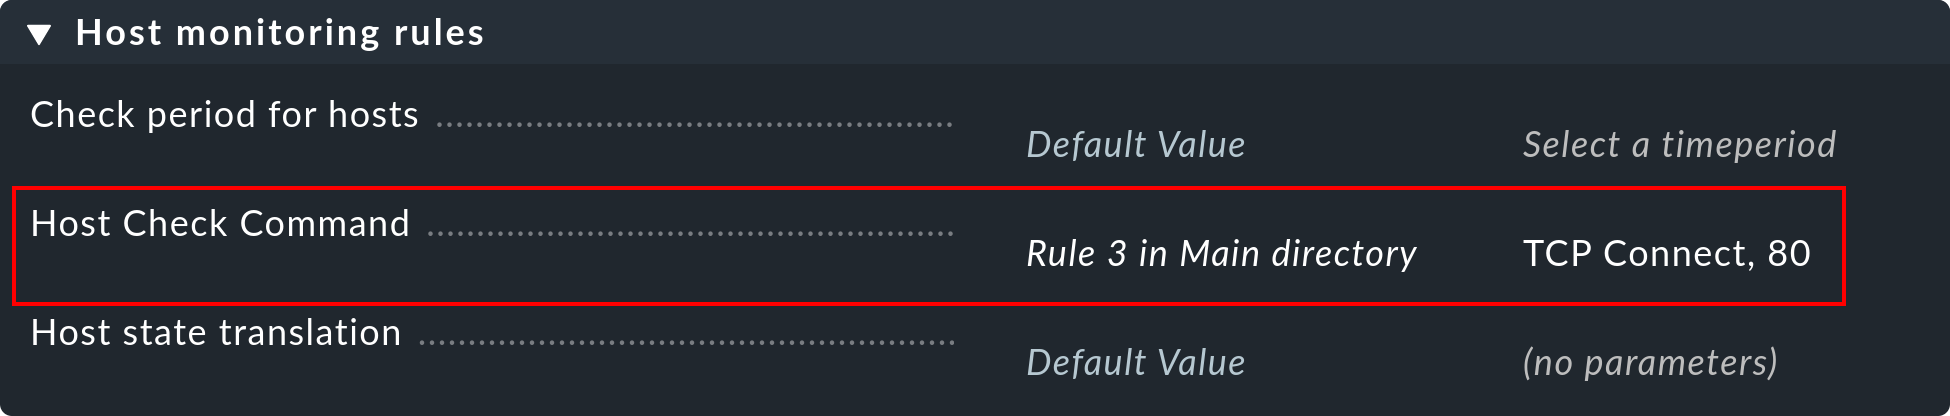 Host monitoring rules
Check period for hosts
Default Value Select a timeperiod
Host Check Command
Rule 3 in Main directory TCP Connect, 80
Host state translation
Default Value (no parameters)